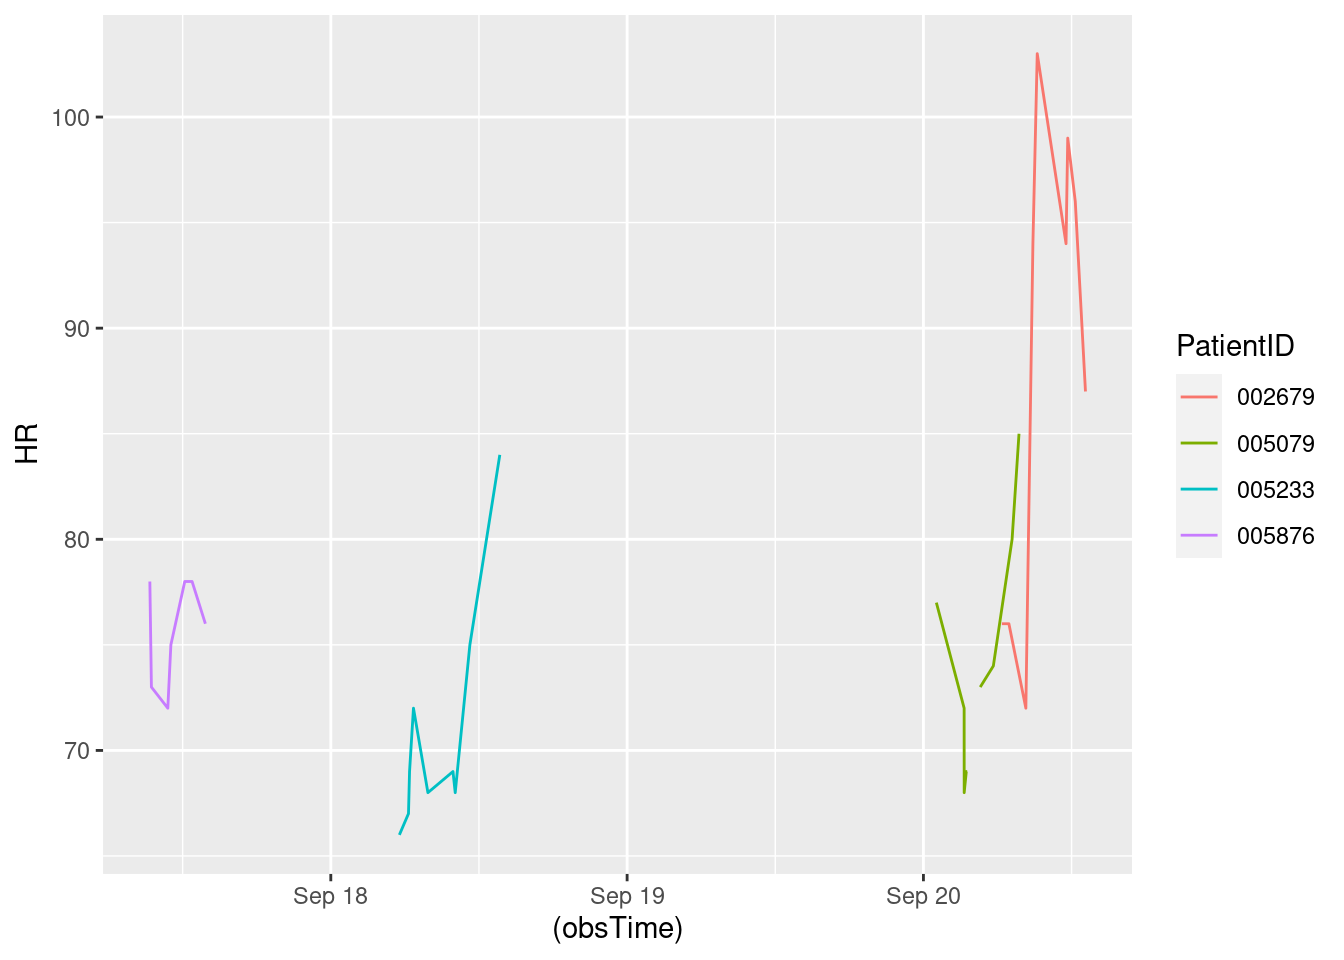 100
90
80
70
HR
Sep 18
Sep 19
Sep 20
(obsTime)
PatientID
002679
005079
005233
005876